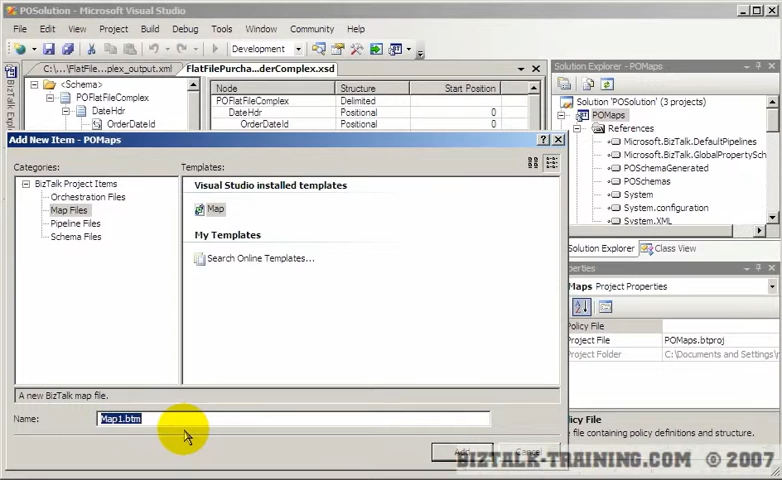 POSolution - Microsoft Visual Studio
File Edit View Project Build Debug Tools Window Community Help
Development
C:\...\FlatFile...plex_output.xml FlatFilePurcha...derComplex.xsd
<Schema>
POFlatFileComplex
DateHdr
OrderDateId
Node Structure Start Position
POFlatFileComplex Delimited
DateHdr Positional 0
OrderDateId Positional 0
BizTalk Explo
Solution Explorer - POMaps
Solution 'POSolution' (3 projects)
POMaps
References
Microsoft.BizTalk.DefaultPipelines
Microsoft.BizTalk.GlobalPropertySch
POSchemaGenerated
POSchemas
System
System.configuration
System.XML
olution Explorer Class View
operties
Maps Project Properties
Policy File
Project File POMaps.btproj
Project Folder C:\Documents and Settings\r
Policy File
e file containing policy definitions and structure.
Add New Item - POMaps
Categories:
BizTalk Project Items
Orchestration Files
Map Files
Pipeline Files
Schema Files
Templates:
Visual Studio installed templates
Map
My Templates
Search Online Templates...
A new BizTalk map file.
Name: Map1.btm
Add Cancel
BIZTALK-TRAINING.COM © 2007